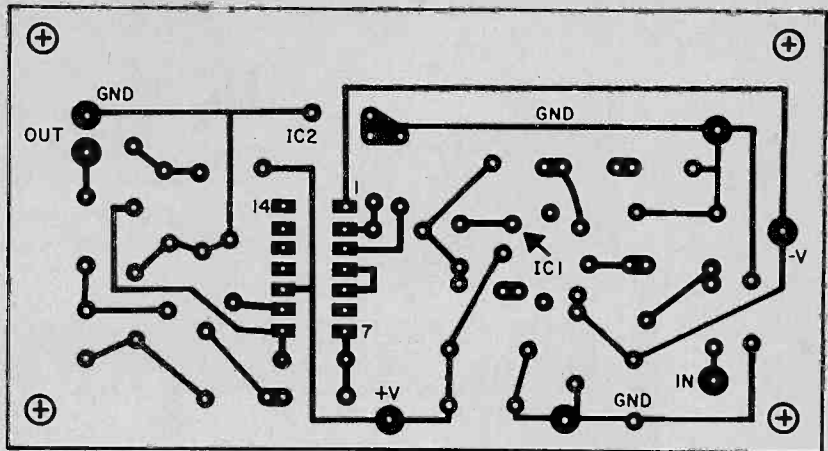 GND
OUT
IC2
GND
14
1
IC1
-V
7
+V
GND
IN